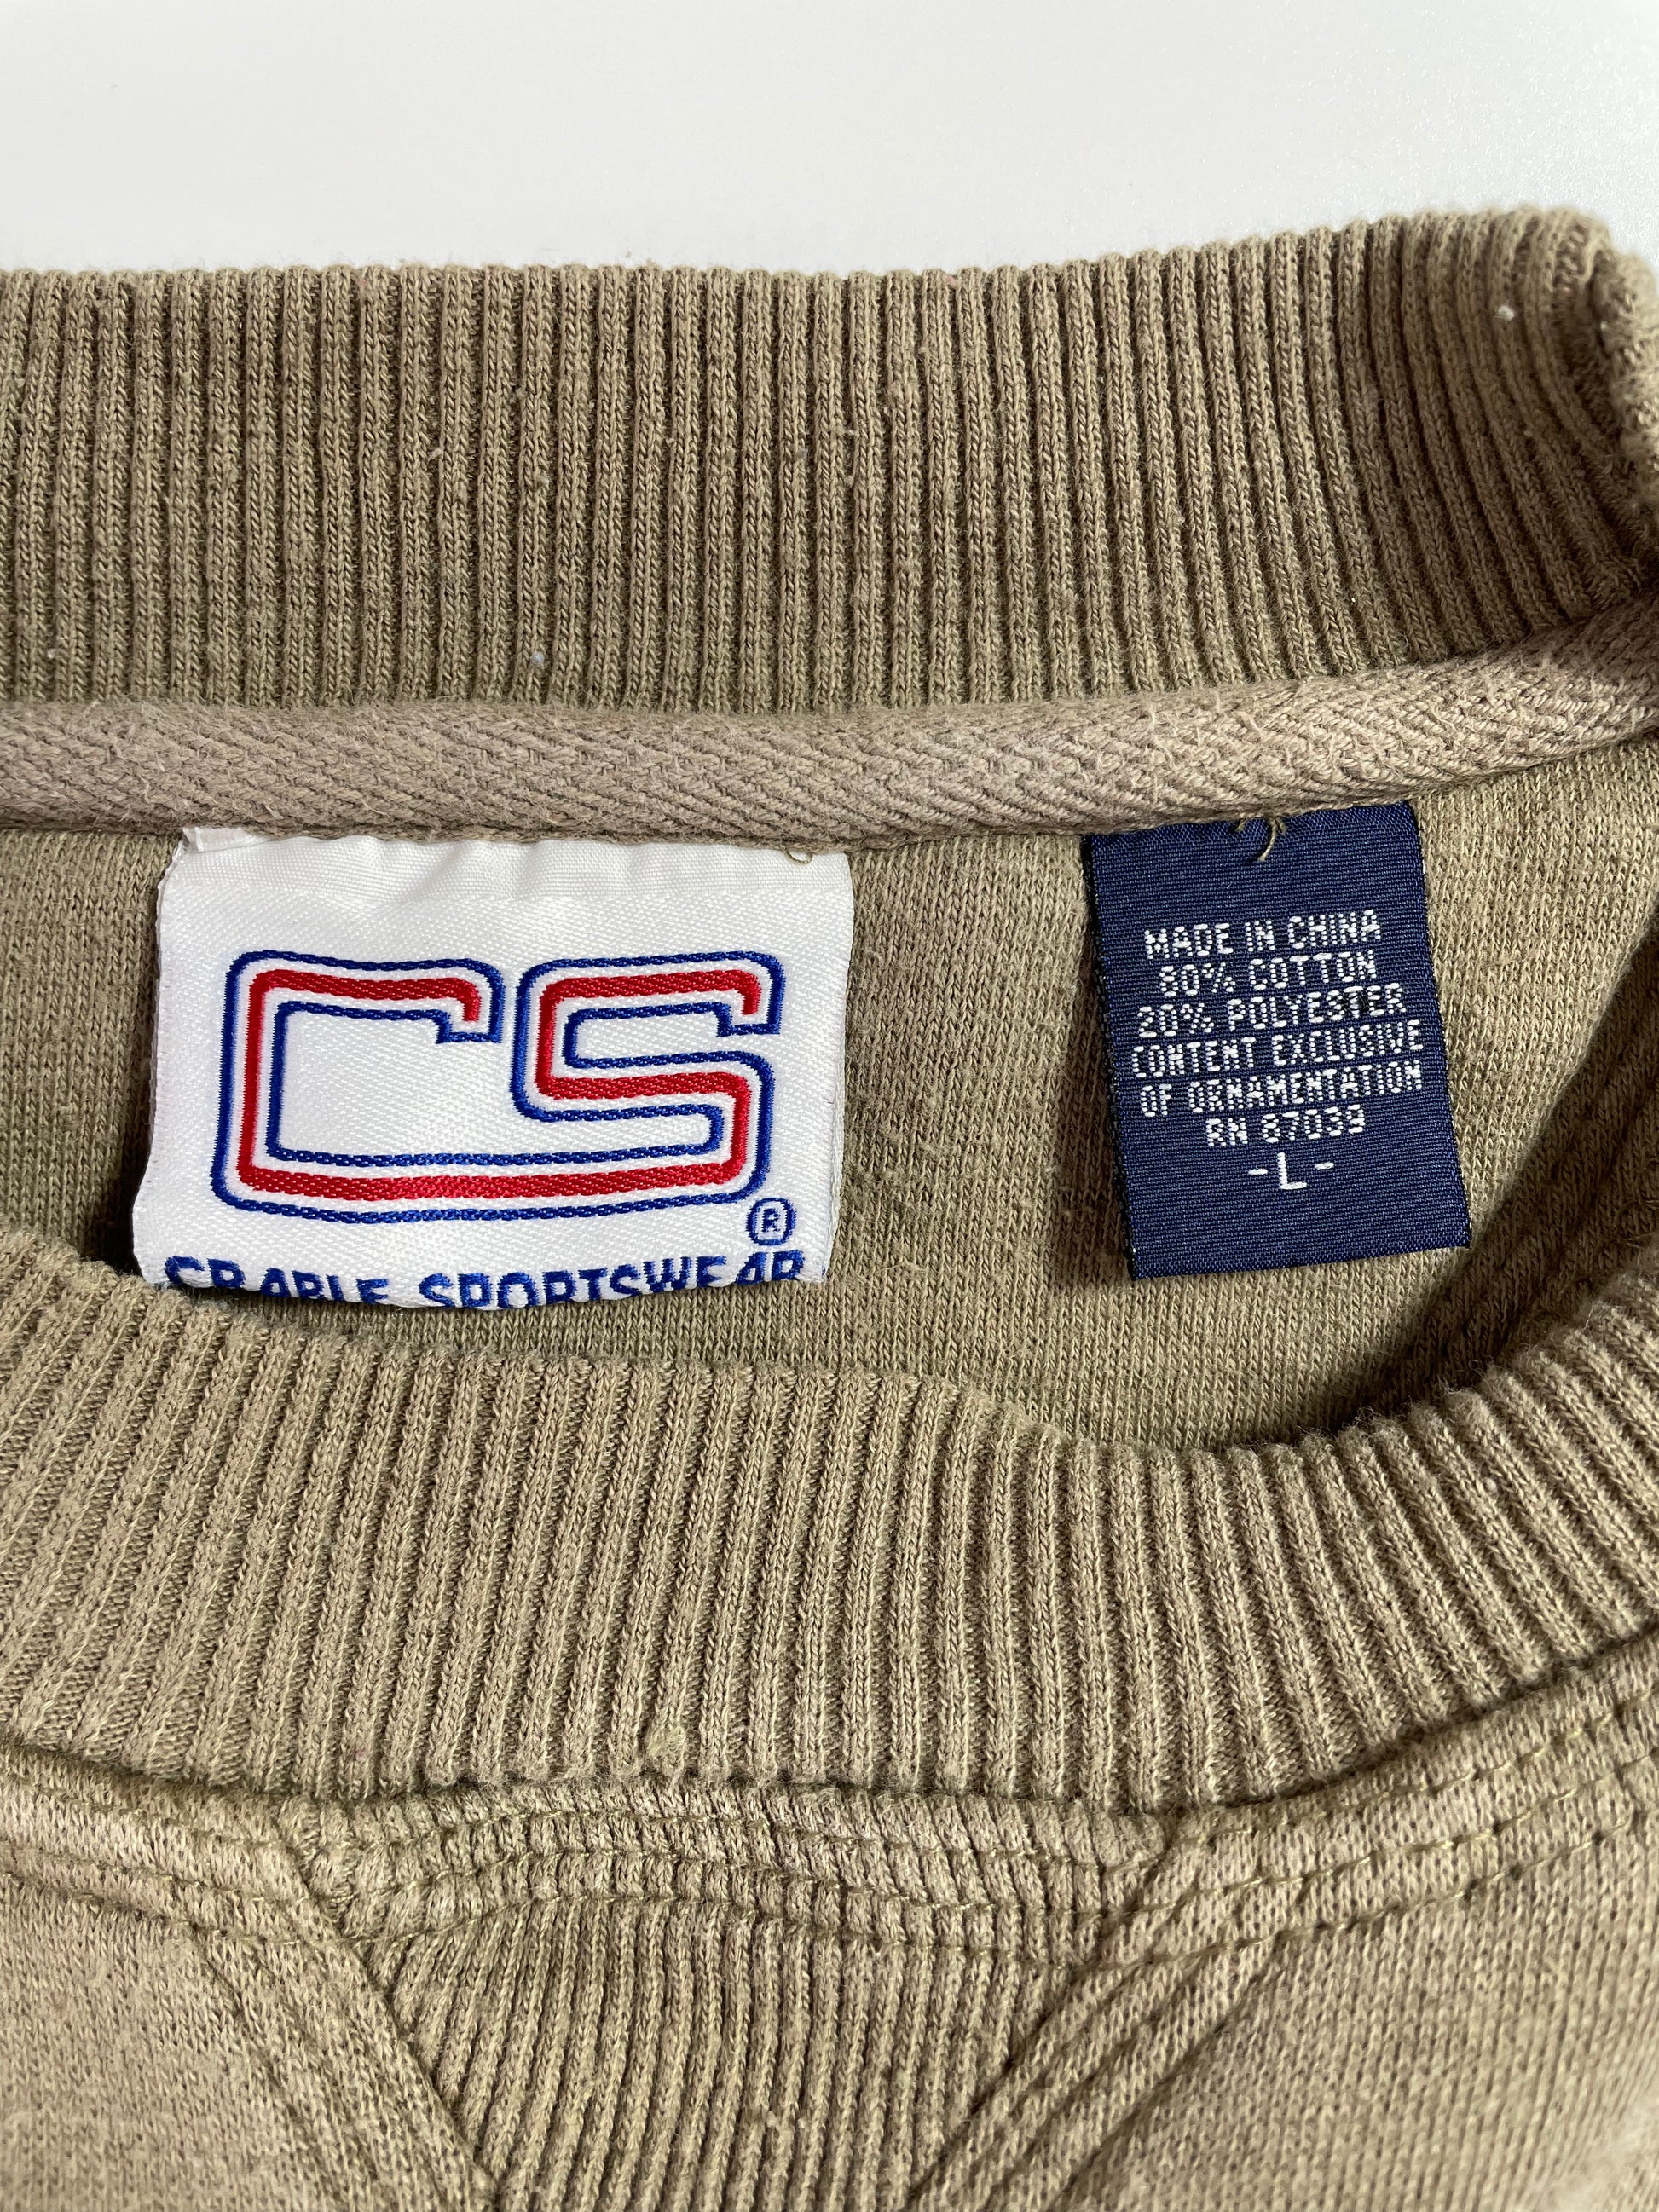 CS
®
CRABLE SPORTSWEAR
MADE IN CHINA
80% COTTON
20% POLYESTER
CONTENT EXCLUSIVE
OF ORNAMENTATION
RN 87039
-L-